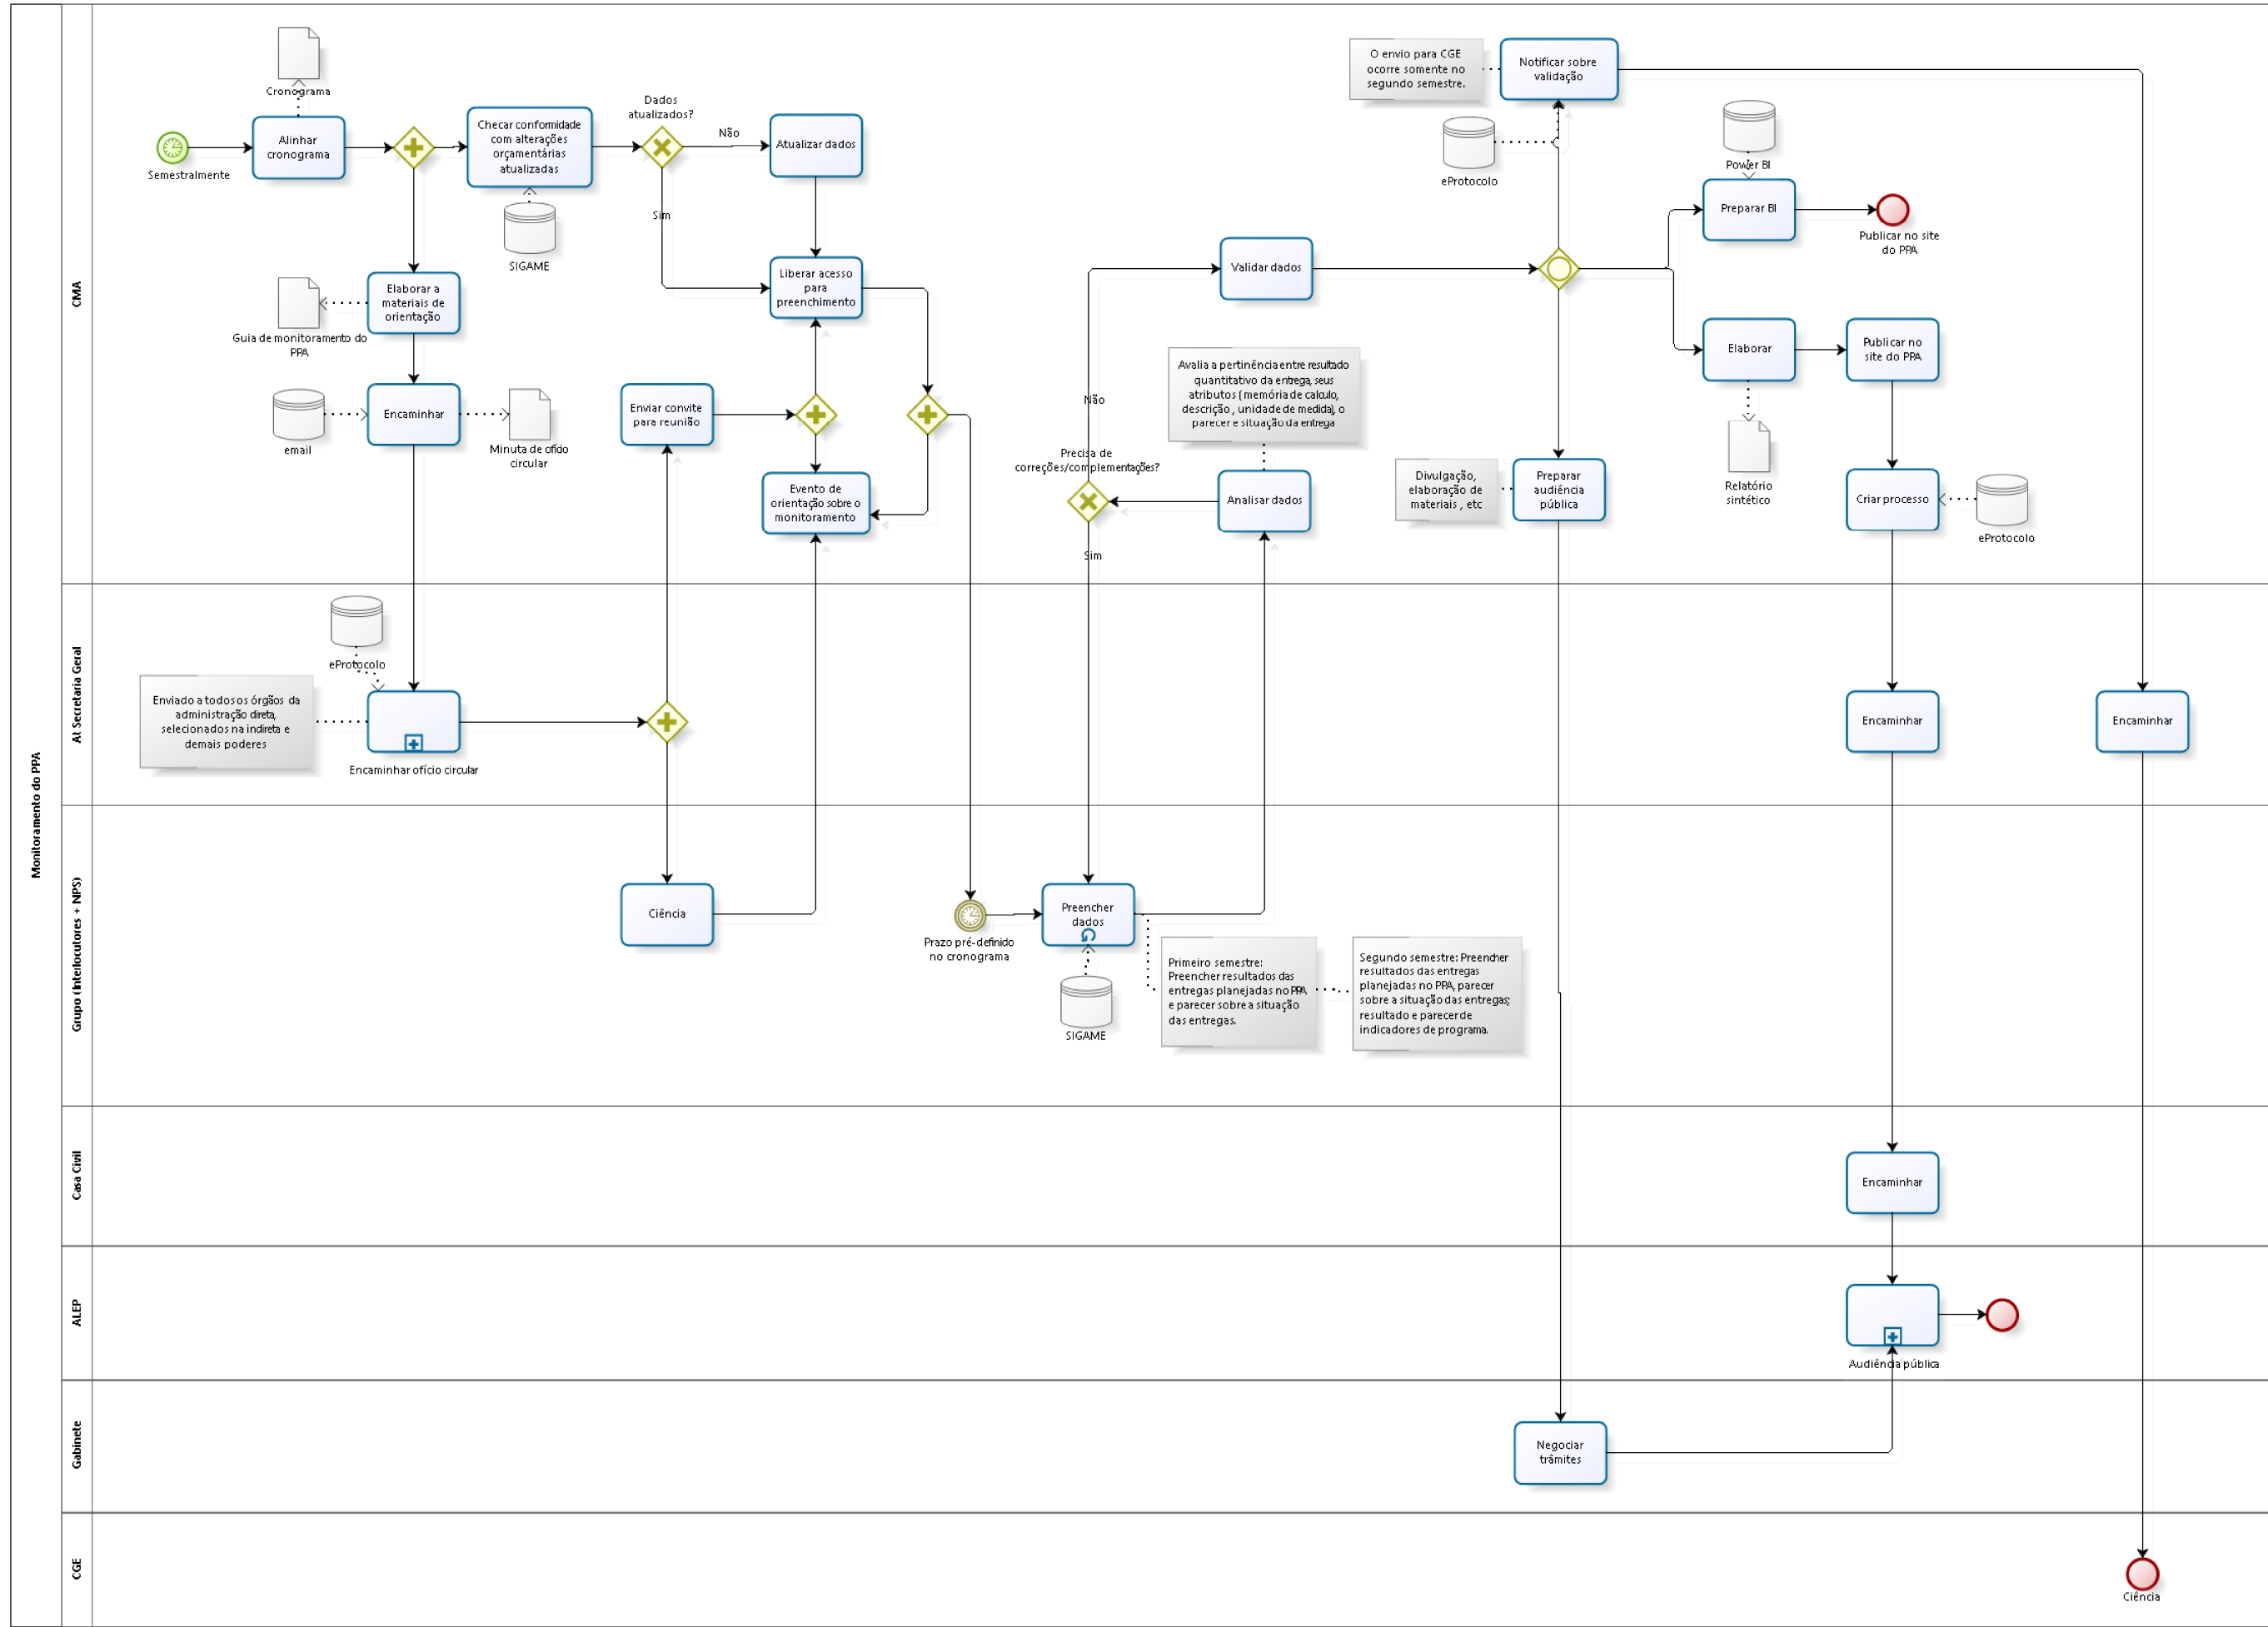 Monitoramento do PPA
CMA
Cronograma
Semestralmente
Alinhar
cronograma
Checar conformidade
com alterações
orçamentárias
atualizadas
SIGAME
Dados
atualizados?
Não
Sim
Atualizar dados
Elaborar a
materiais de
orientação
Guia de monitoramento do
PPA
Liberar acesso
para
preenchimento
email
Encaminhar
Minuta de ofício
circular
Enviar convite
para reunião
Evento de
orientação sobre o
monitoramento
O envio para CGE
ocorre somente no
segundo semestre.
Notificar sobre
validação
eProtocolo
Power BI
Preparar BI
Publicar no site
do PPA
Validar dados
Elaborar
Publicar no
site do PPA
Avalia a pertinência entre resultado
quantitativo da entrega, seus
atributos (memória de calculo,
descrição , unidade de medida), o
parecer e situação da entrega
Não
Precisa de
correções/complementações?
Sim
Analisar dados
Divulgação,
elaboração de
materiais , etc
Preparar
audiência
pública
Relatório
sintético
Criar processo
eProtocolo
At Secretaria Geral
eProtocolo
Enviado a todos os órgãos da
administração direta,
selecionados na indireta e
demais poderes
Encaminhar ofício circular
Encaminhar
Encaminhar
Grupo (Interlocutores + NPS)
Ciência
Prazo pré-definido
no cronograma
Preencher
dados
SIGAME
Primeiro semestre:
Preencher resultados das
entregas planejadas no PPA
e parecer sobre a situação
das entregas.
Segundo semestre: Preencher
resultados das entregas
planejadas no PPA, parecer
sobre a situação das entregas;
resultado e parecer de
indicadores de programa.
Casa Civil
Encaminhar
ALEP
Audiência pública
Gabinete
Negociar
trâmites
CGE
Ciência